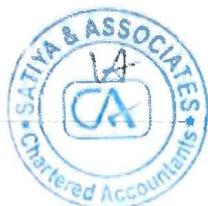 SATIYA & ASSOCIATES
CA
Chartered Accountants